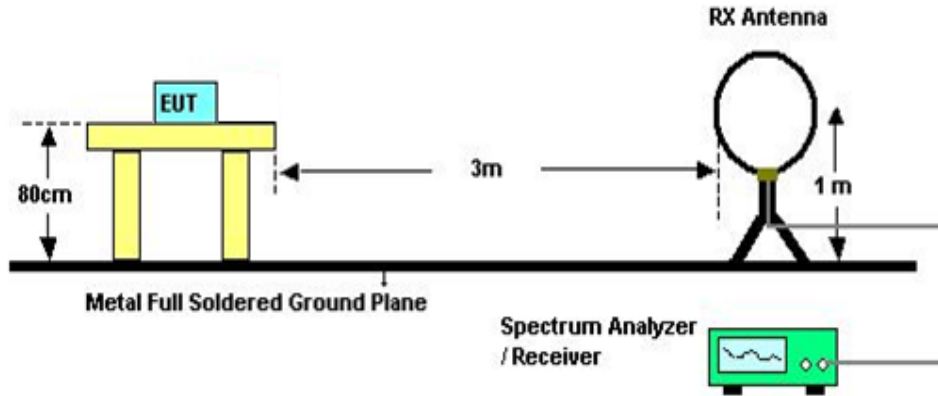 RX Antenna
EUT
80cm
3m
1 m
Metal Full Soldered Ground Plane
Spectrum Analyzer
/ Receiver